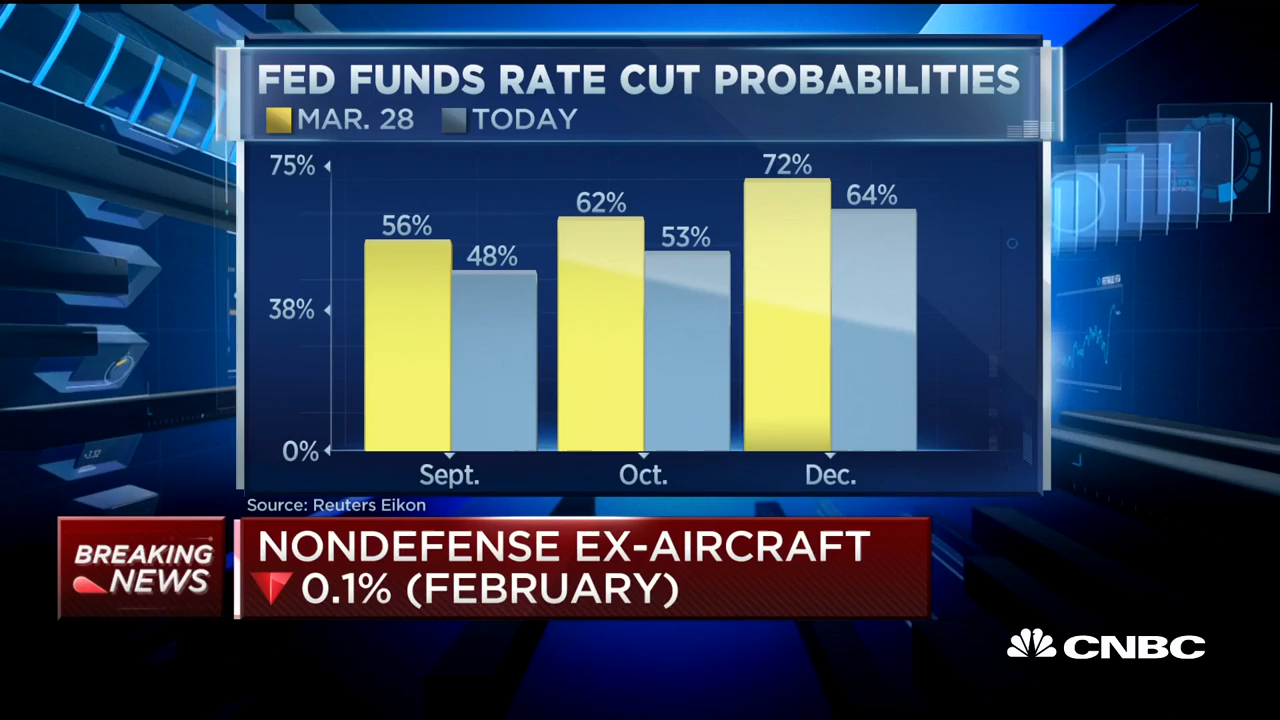 FED FUNDS RATE CUT PROBABILITIES
MAR. 28 TODAY
75%
38%
0%
56%
48%
62%
53%
72%
64%
Sept. Oct. Dec.
Source: Reuters Eikon
BREAKING
NEWS
NONDEFENSE EX-AIRCRAFT
0.1% (FEBRUARY)
CNBC